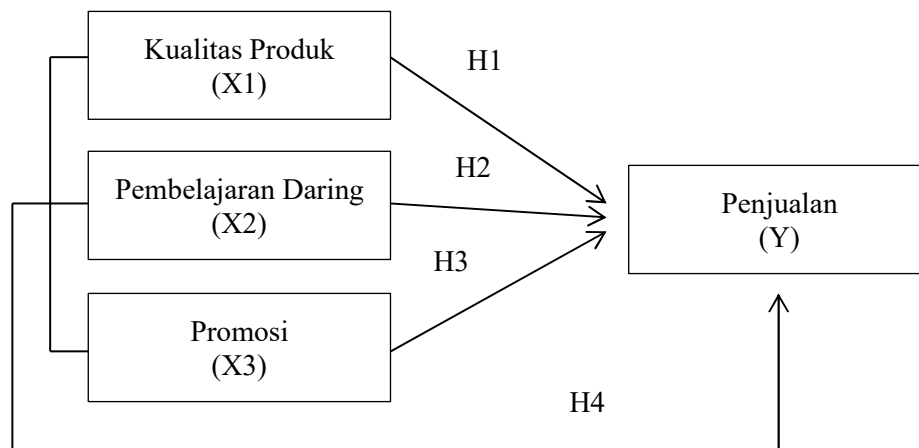 Kualitas Produk
(X1)
H1
Pembelajaran Daring
(X2)
H2
Penjualan
(Y)
H3
Promosi
(X3)
H4